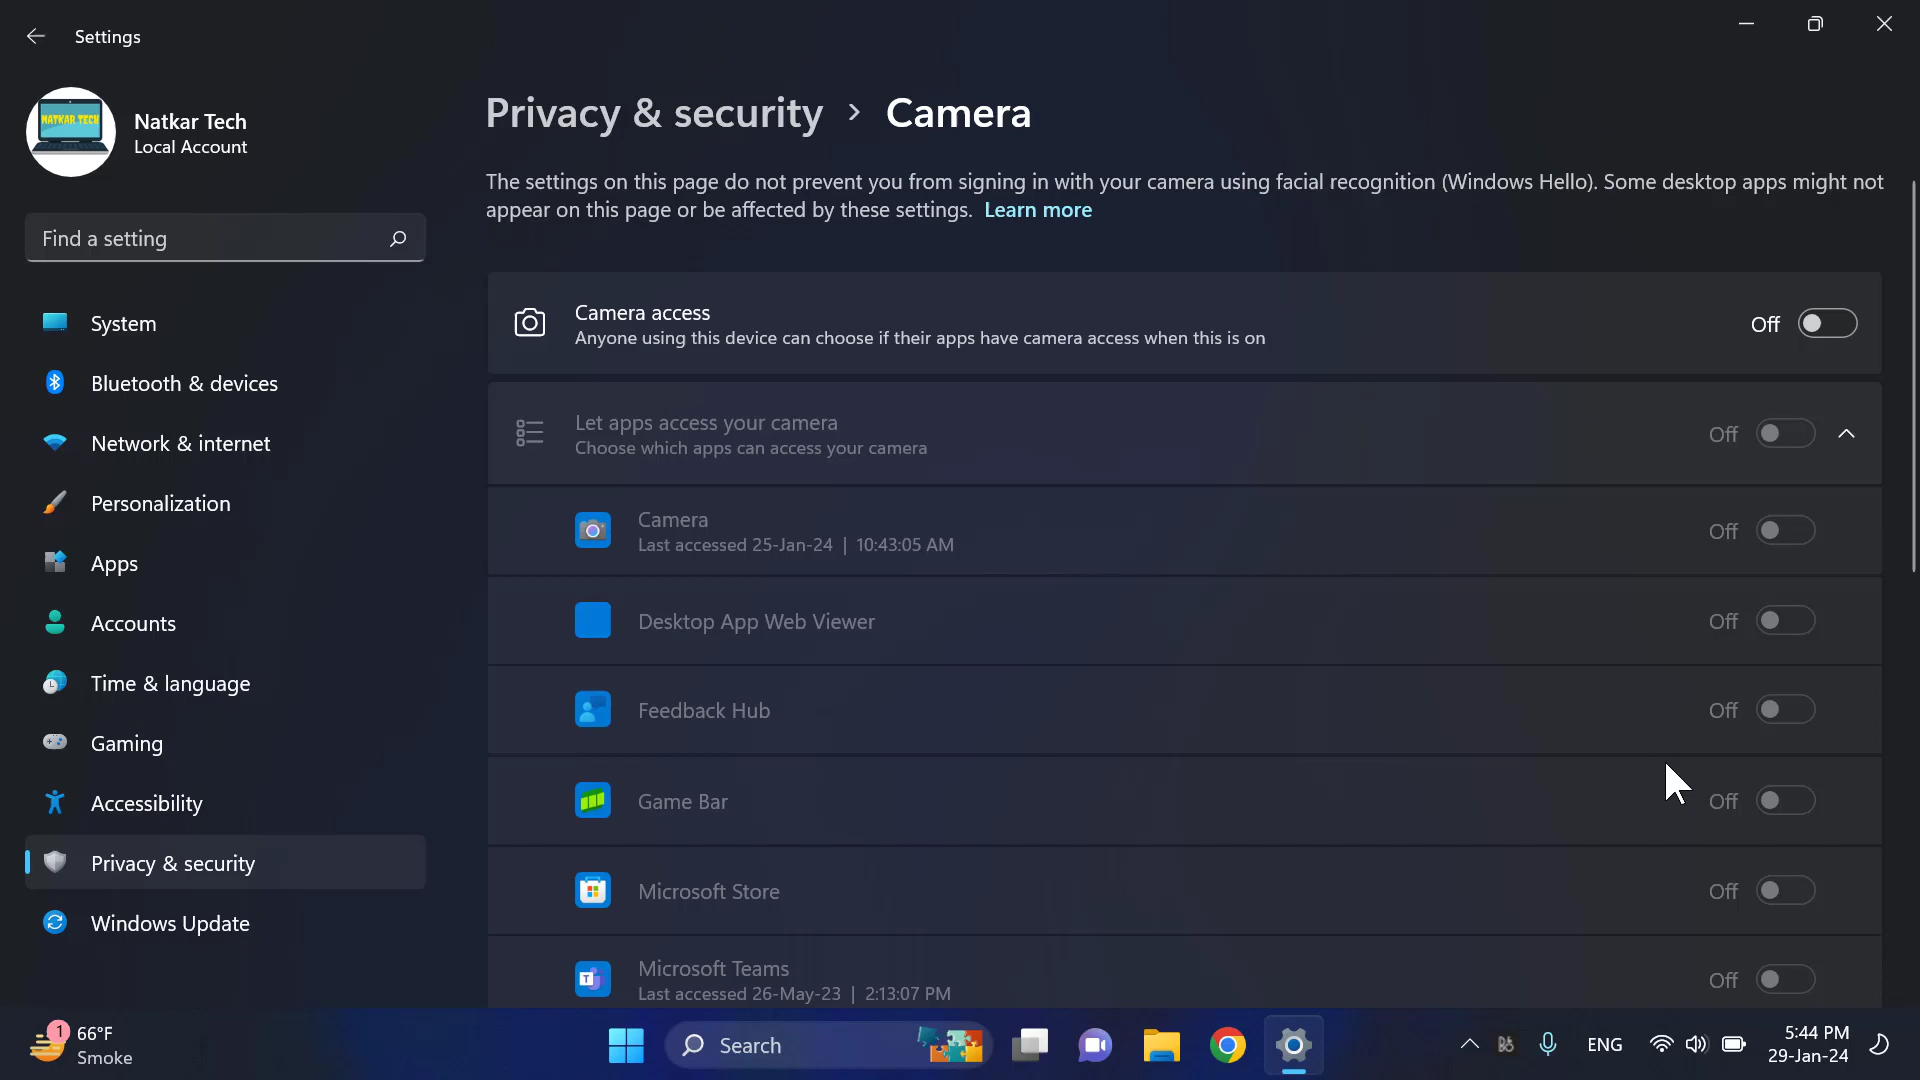 Settings
NATKAR TECH
Natkar Tech
Local Account
Find a setting
System
Bluetooth & devices
Network & internet
Personalization
Apps
Accounts
Time & language
Gaming
Accessibility
Privacy & security
Windows Update
Privacy & security > Camera
The settings on this page do not prevent you from signing in with your camera using facial recognition (Windows Hello). Some desktop apps might not
appear on this page or be affected by these settings. Learn more
Camera access
Anyone using this device can choose if their apps have camera access when this is on
Off
Let apps access your camera
Choose which apps can access your camera
Off
Camera
Last accessed 25-Jan-24 | 10:43:05 AM
Off
Desktop App Web Viewer
Off
Feedback Hub
Off
Game Bar
Off
Microsoft Store
Off
Microsoft Teams
Last accessed 26-May-23 | 2:13:07 PM
Off
1
66°F
Smoke
Search
ENG
5:44 PM
29-Jan-24